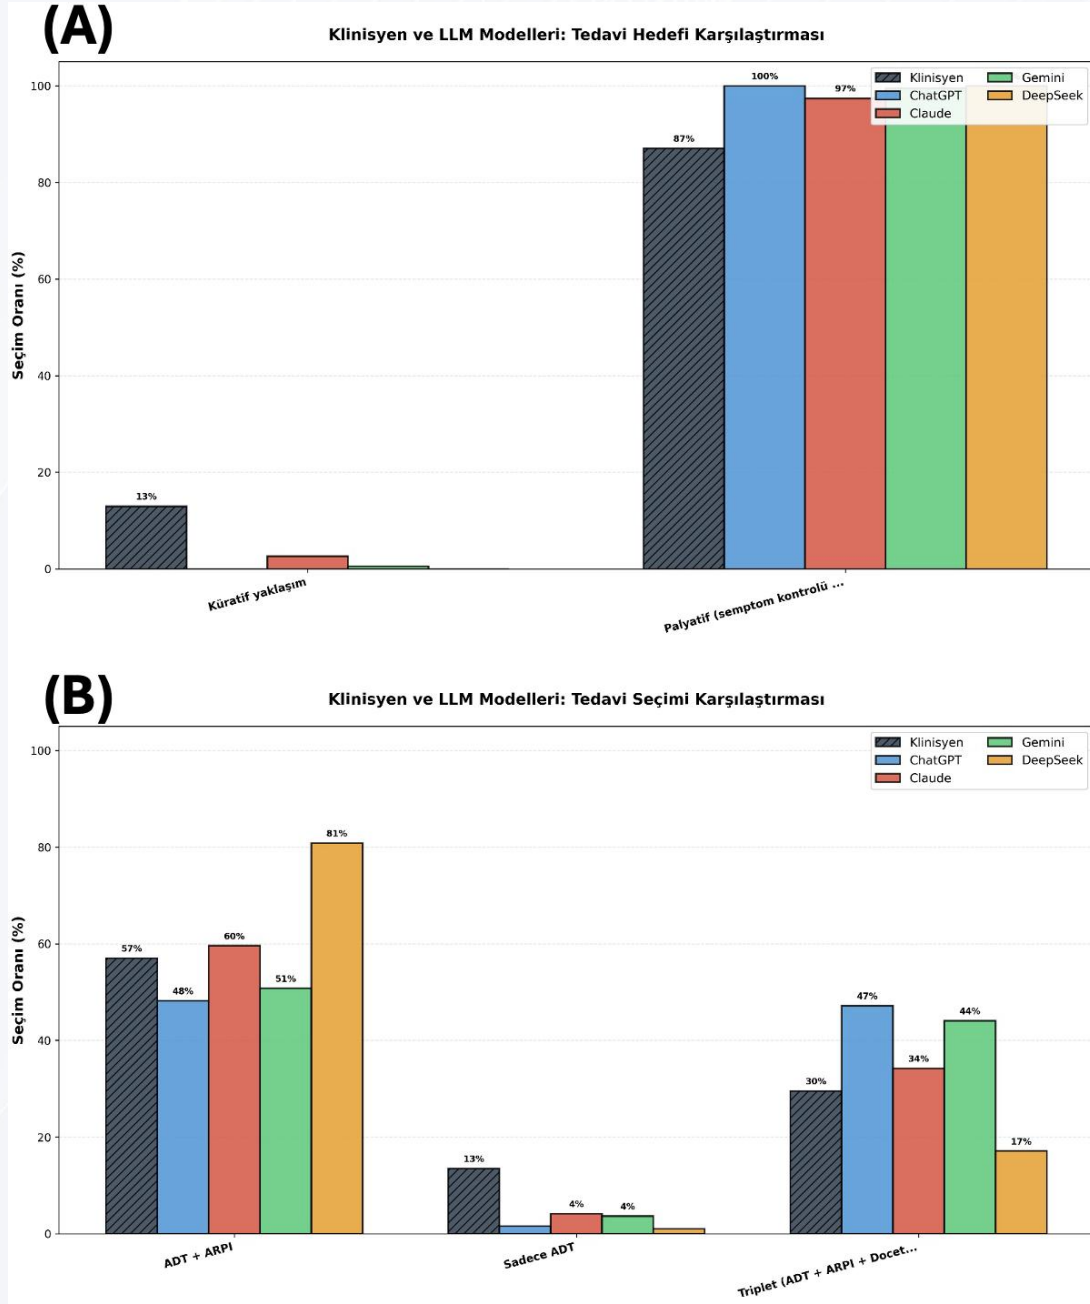 (A)
Klinisyen ve LLM Modelleri: Tedavi Hedefi Karşılaştırması
Klinisyen
ChatGPT
Claude
Gemini
DeepSeek
Seçim Oranı (%)
100
80
60
40
20
0
13%
87%
100%
97%
Küratif yaklaşım
Palyatif (semptom kontrolü ...
(B)
Klinisyen ve LLM Modelleri: Tedavi Seçimi Karşılaştırması
Klinisyen
ChatGPT
Claude
Gemini
DeepSeek
Seçim Oranı (%)
100
80
60
40
20
0
57%
48%
60%
51%
81%
13%
4%
4%
30%
47%
34%
44%
17%
ADT + ARPI
Sadece ADT
Triplet (ADT + ARPI + Docet...